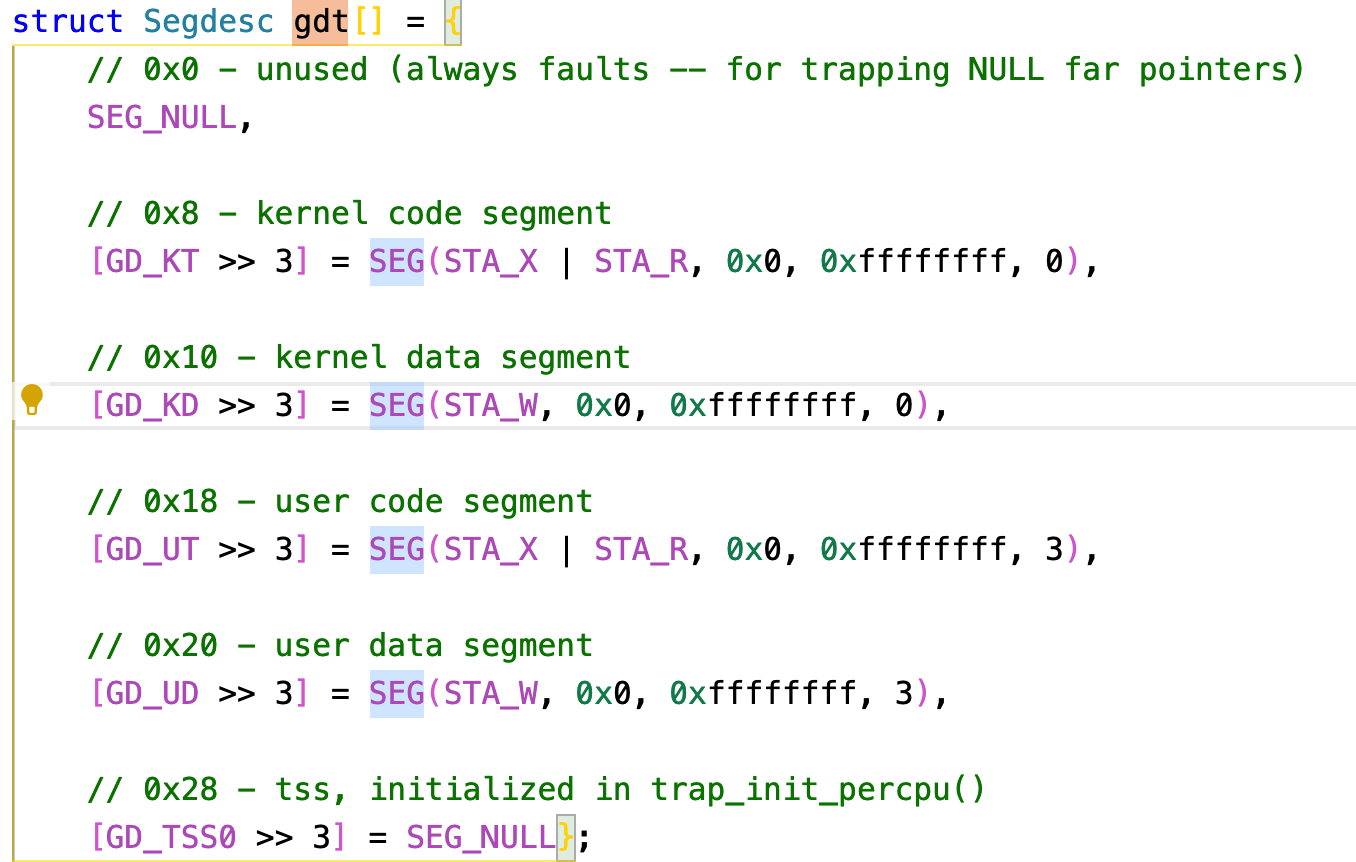 struct Segdesc gdt[] = {
// 0x0 - unused (always faults -- for trapping NULL far pointers)
SEG_NULL,
// 0x8 - kernel code segment
[GD_KT >> 3] = SEG(STA_X | STA_R, 0x0, 0xffffffff, 0),
// 0x10 - kernel data segment
[GD_KD >> 3] = SEG(STA_W, 0x0, 0xffffffff, 0),
// 0x18 - user code segment
[GD_UT >> 3] = SEG(STA_X | STA_R, 0x0, 0xffffffff, 3),
// 0x20 - user data segment
[GD_UD >> 3] = SEG(STA_W, 0x0, 0xffffffff, 3),
// 0x28 - tss, initialized in trap_init_percpu()
[GD_TSS0 >> 3] = SEG_NULL};